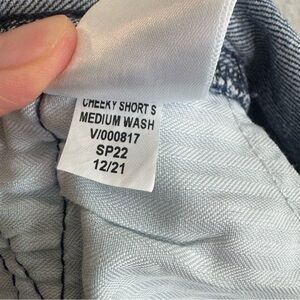 CHEEKY SHORT S
MEDIUM WASH
V/000817
SP22
12/21